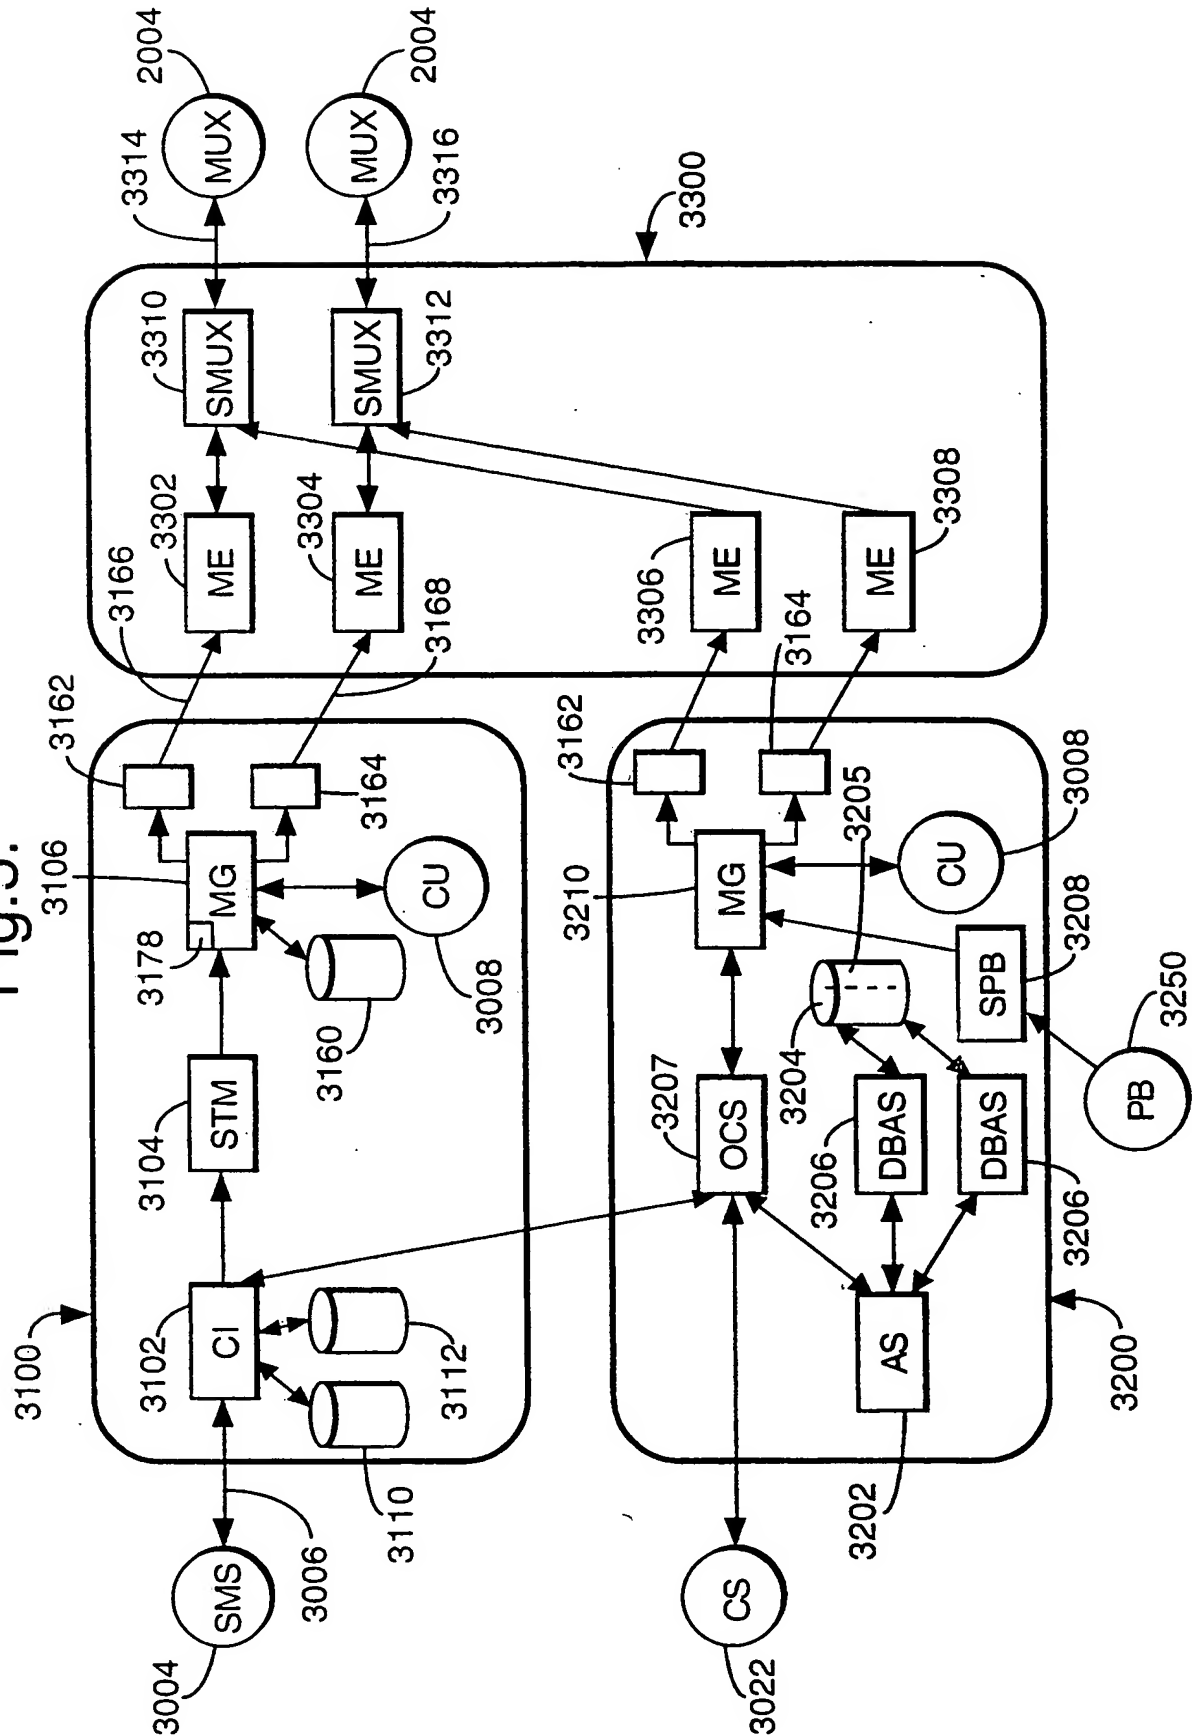 Fig.3.
3100
3102
CI
3104
STM
3106
MG
3178
3162
3166
3302
ME
3310
SMUX
3314
MUX
2004
SMS
3004
3006
3110
3112
3160
CU
3008
3164
3168
3304
ME
3312
SMUX
3316
MUX
2004
3300
3207
OCS
3210
MG
3162
3306
ME
CS
3022
3206
DBAS
3204
3205
3164
ME
3308
AS
3202
DBAS
3206
SPB
3208
CU
3008
3200
PB
3250